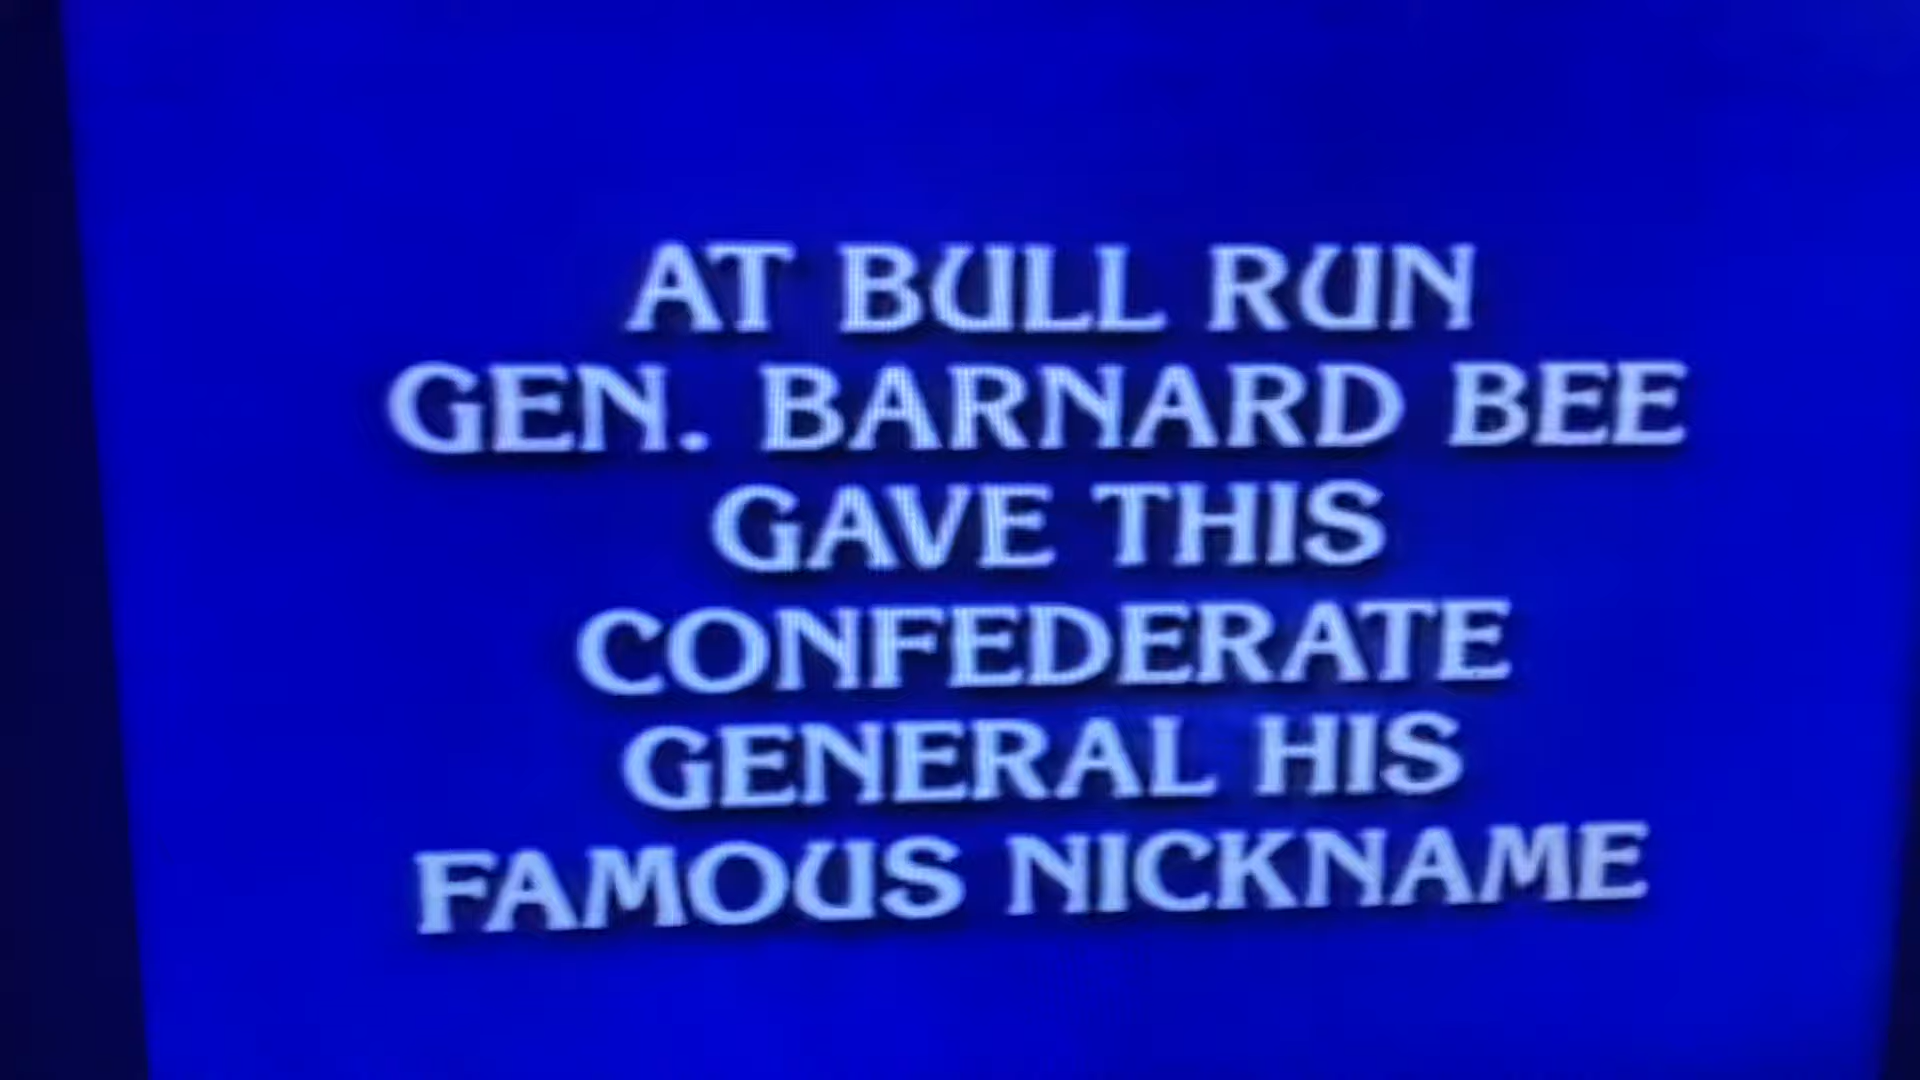 AT BULL RUN
GEN. BARNARD BEE
GAVE THIS
CONFEDERATE
GENERAL HIS
FAMOUS NICKNAME